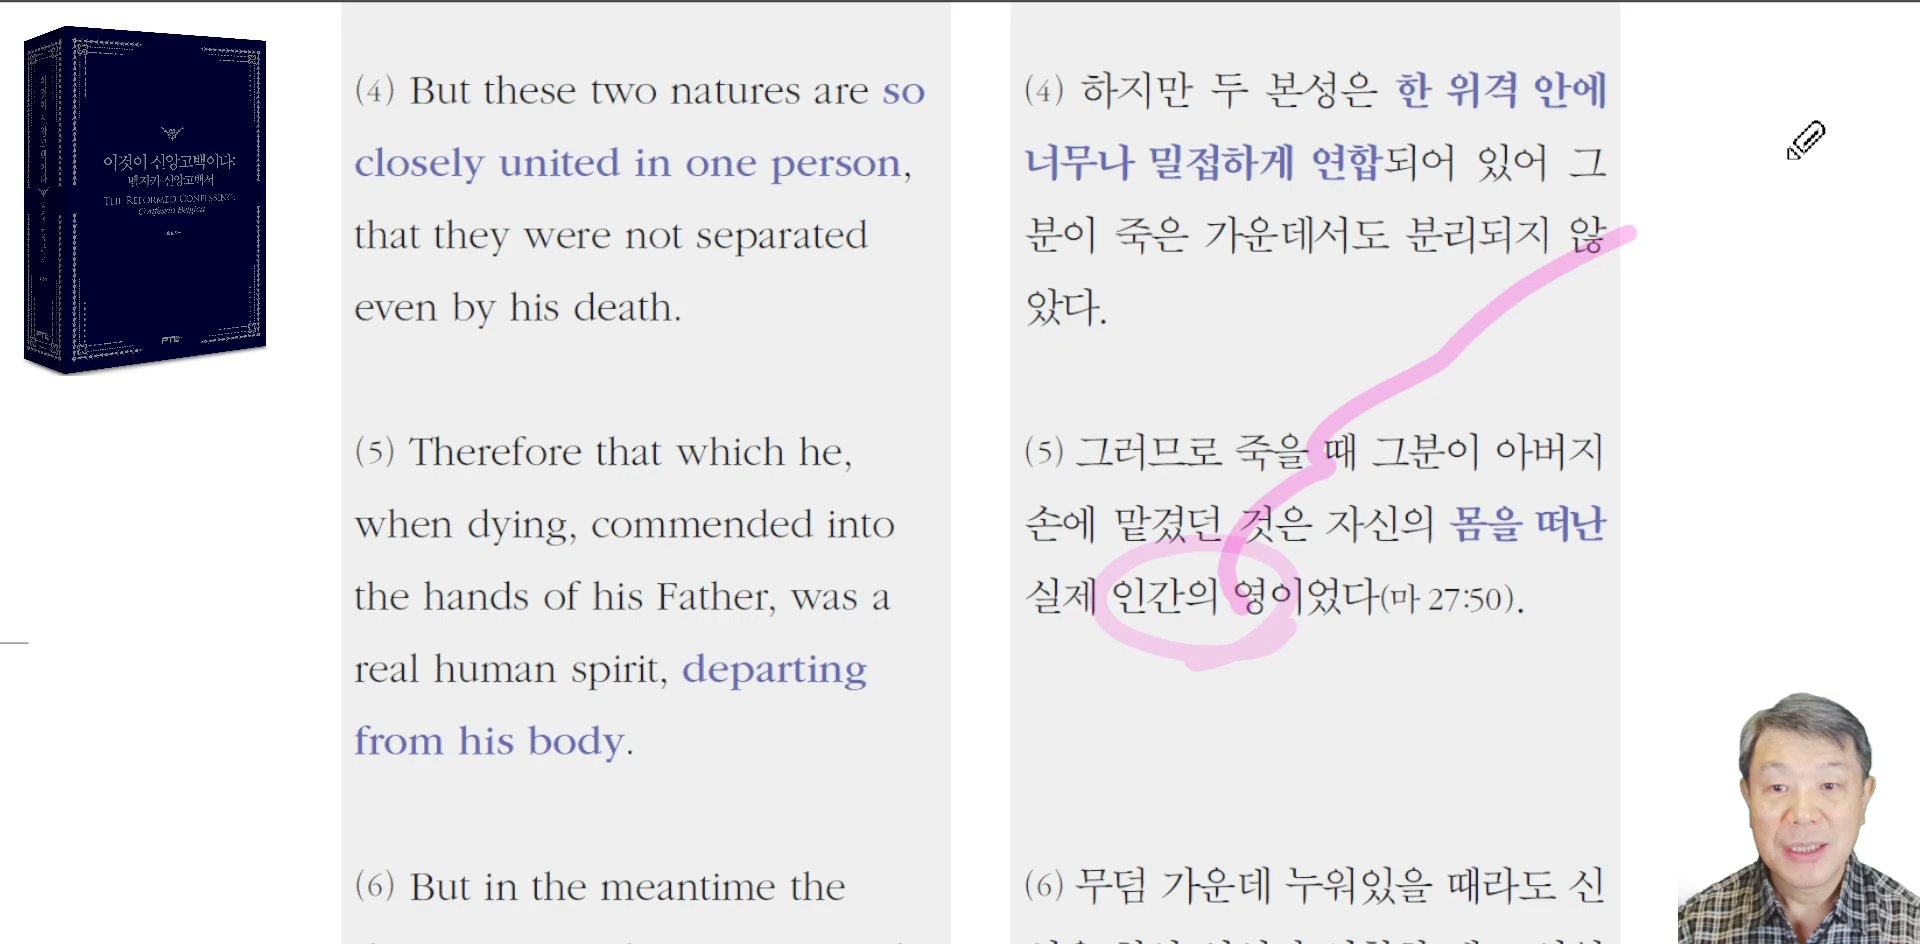 이것이 신앙고백이다:
벨지카 신앙고백서
THE REFORMED CONFESSING:
Confessio Belgica
PTL
(4) But these two natures are so
closely united in one person,
that they were not separated
even by his death.
(5) Therefore that which he,
when dying, commended into
the hands of his Father, was a
real human spirit, departing
from his body.
(6) But in the meantime the
(4) 하지만 두 본성은 한 위격 안에
너무나 밀접하게 연합되어 있어 그
분이 죽은 가운데서도 분리되지 않
았다.
(5) 그러므로 죽을 때 그분이 아버지
손에 맡겼던 것은 자신의 몸을 떠난
실제 인간의 영이었다(마 27:50).
(6) 무덤 가운데 누워있을 때라도 신